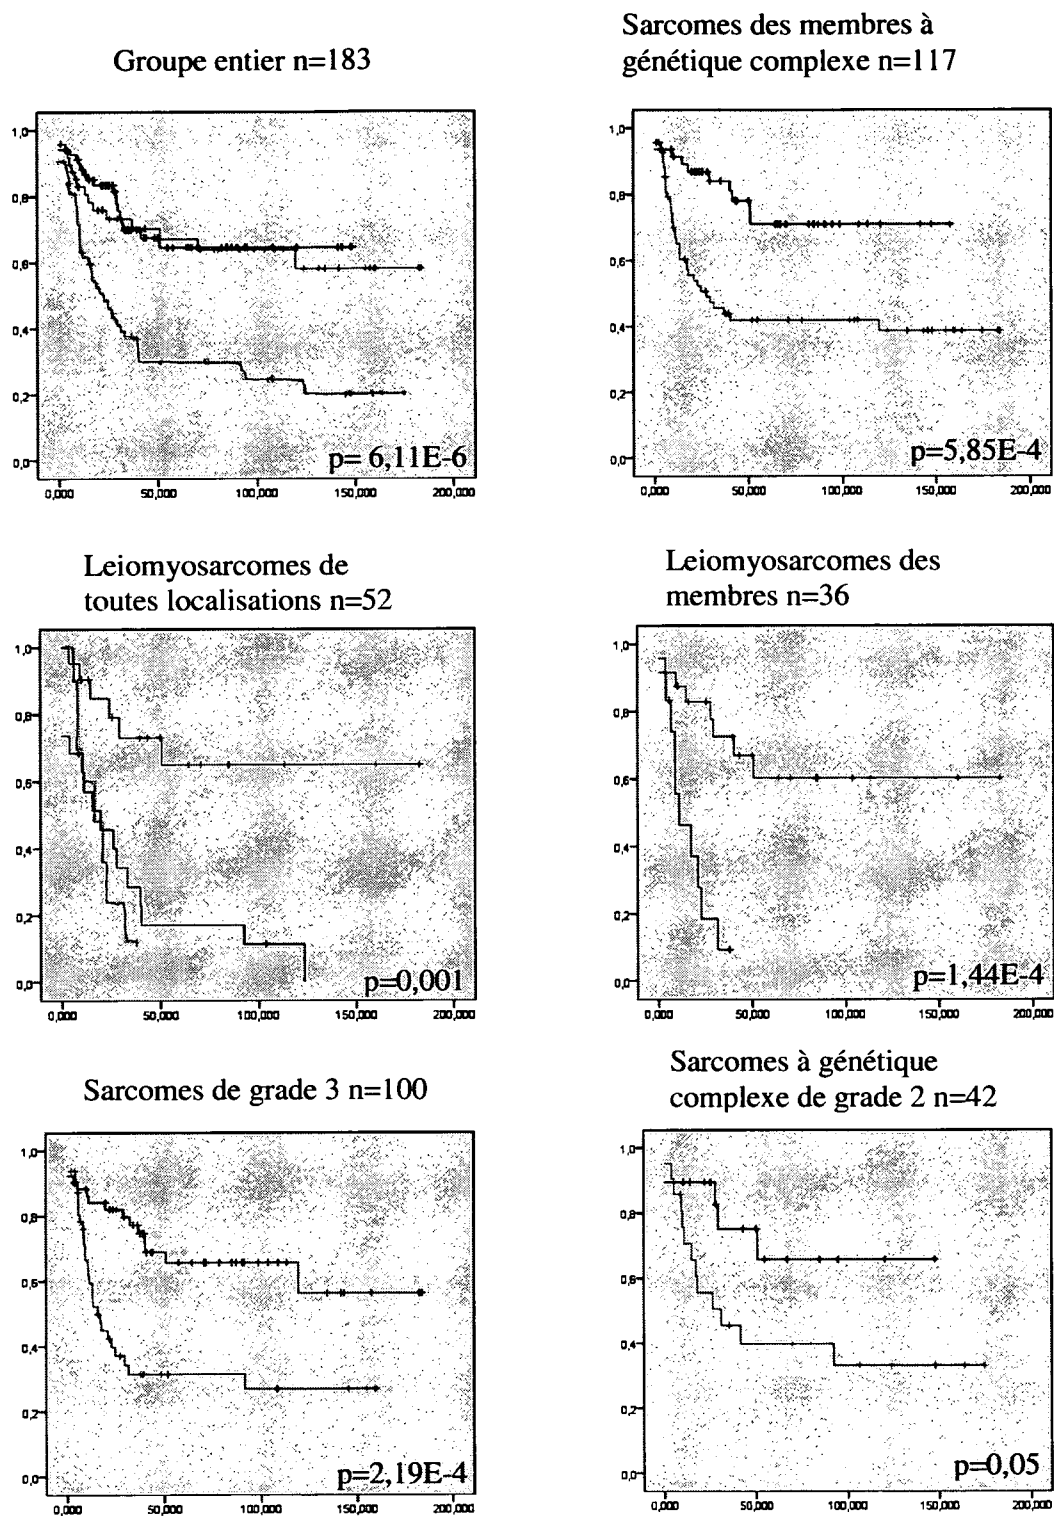 Groupe entier n=183
1,0
0,8
0,6
0,4
0,2
0,0
p= 6,11E-6
0,000 50,000 100,000 150,000 200,000
Sarcomes des membres à
génétique complexe n=117
1,0
0,8
0,6
0,4
0,2
0,0
p=5,85E-4
0,000 50,000 100,000 150,000 200,000
Leiomyosarcomes de
toutes localisations n=52
1,0
0,8
0,6
0,4
0,2
0,0
p=0,001
0,000 50,000 100,000 150,000 200,000
Leiomyosarcomes des
membres n=36
1,0
0,8
0,6
0,4
0,2
0,0
p=1,44E-4
0,000 50,000 100,000 150,000 200,000
Sarcomes de grade 3 n=100
1,0
0,8
0,6
0,4
0,2
0,0
p=2,19E-4
0,000 50,000 100,000 150,000 200,000
Sarcomes à génétique
complexe de grade 2 n=42
1,0
0,8
0,6
0,4
0,2
0,0
p=0,05
0,000 50,000 100,000 150,000 200,000